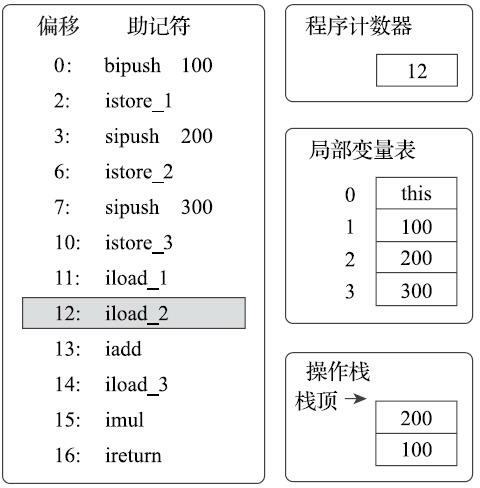 偏移 助记符
0: bipush 100
2: istore_1
3: sipush 200
6: istore_2
7: sipush 300
10: istore_3
11: iload_1
12: iload_2
13: iadd
14: iload_3
15: imul
16: ireturn
程序计数器
12
局部变量表
0 this
1 100
2 200
3 300
操作栈
栈顶
200
100